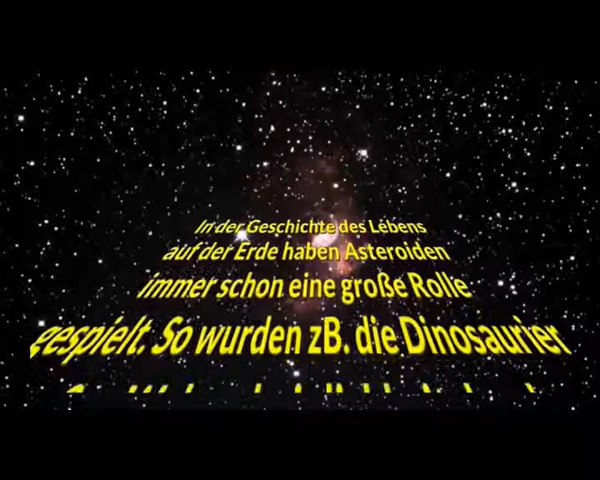 In der Geschichte des Lebens
auf der Erde haben Asteroiden
immer schon eine große Rolle
gespielt. So wurden zB. die Dinosaurier